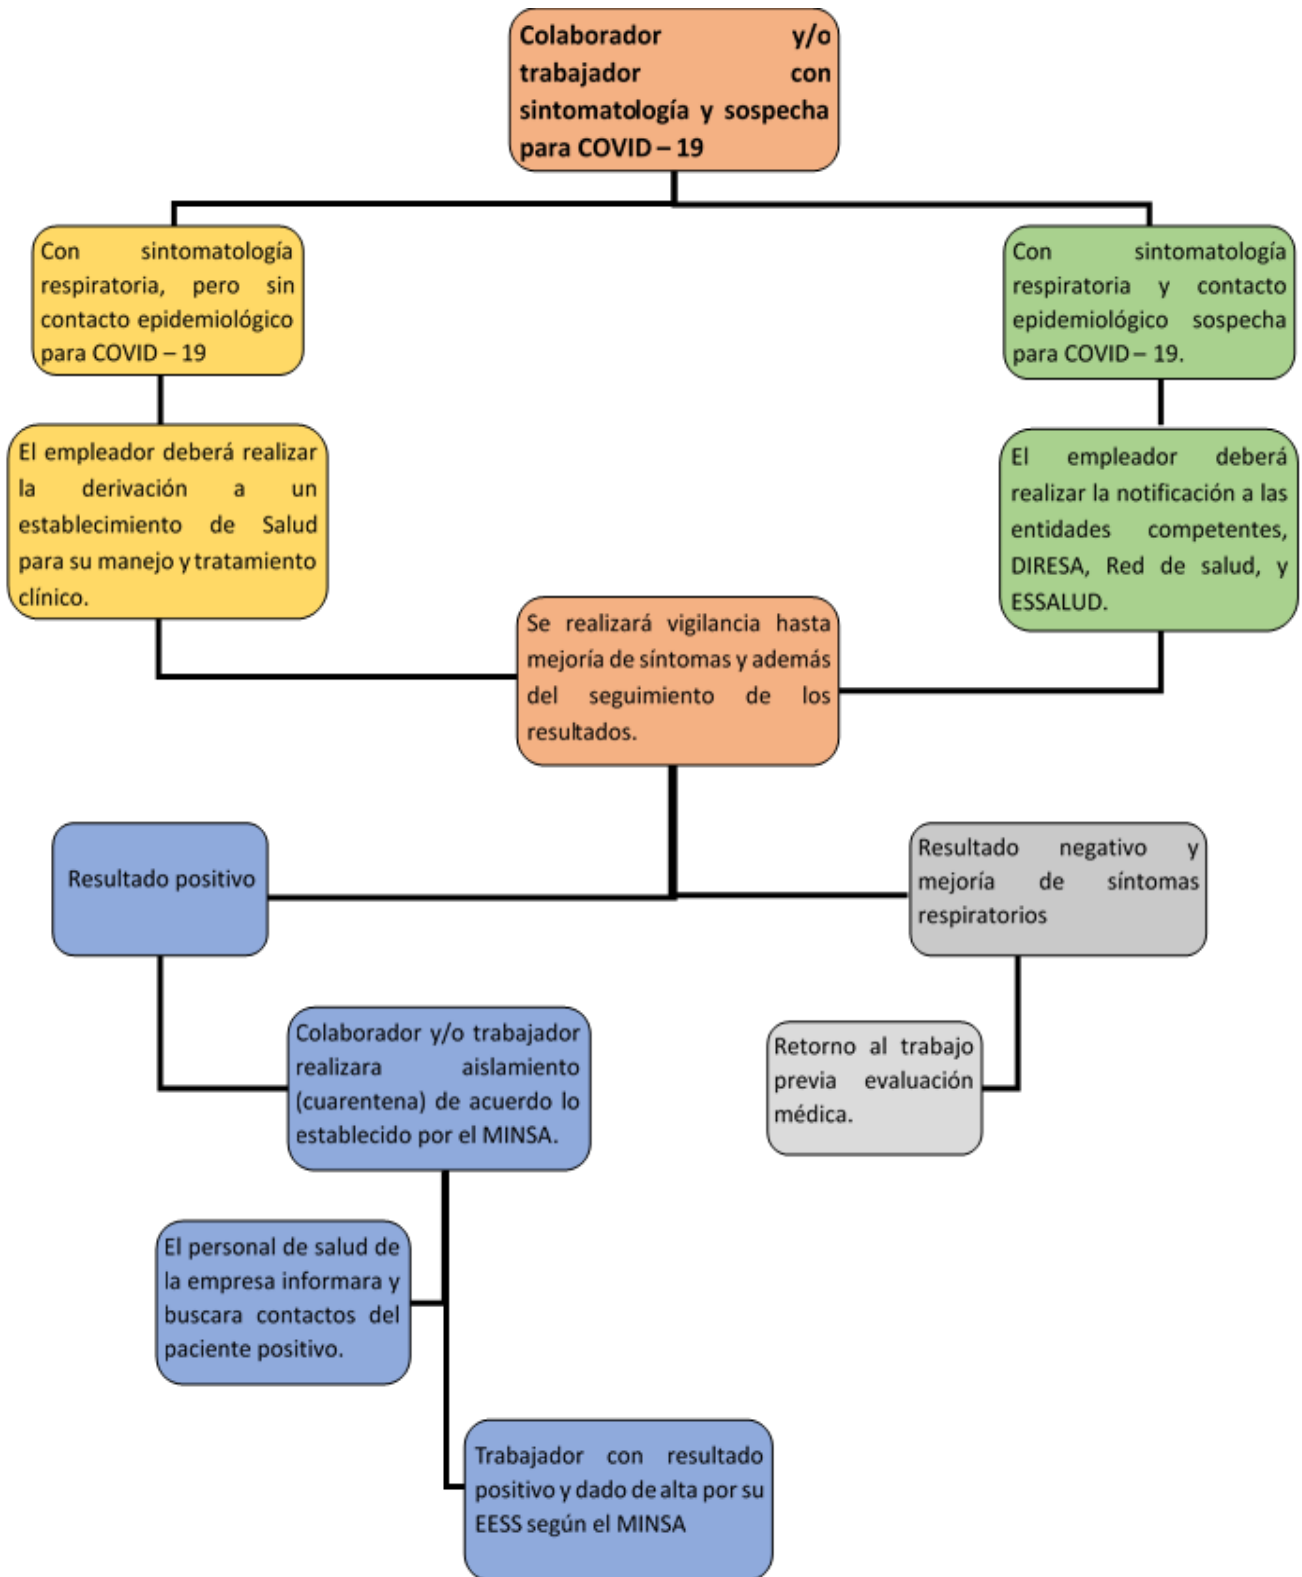 Colaborador y/o
trabajador con
sintomatología y sospecha
para COVID – 19
Con sintomatología
respiratoria, pero sin
contacto epidemiológico
para COVID – 19
Con sintomatología
respiratoria y contacto
epidemiológico sospecha
para COVID – 19.
El empleador deberá realizar
la derivación a un
establecimiento de Salud
para su manejo y tratamiento
clínico.
El empleador deberá
realizar la notificación a las
entidades competentes,
DIRESA, Red de salud, y
ESSALUD.
Se realizará vigilancia hasta
mejoría de síntomas y además
del seguimiento de los
resultados.
Resultado positivo
Resultado negativo y
mejoría de síntomas
respiratorios
Colaborador y/o trabajador
realizara aislamiento
(cuarentena) de acuerdo lo
establecido por el MINSA.
Retorno al trabajo
previa evaluación
médica.
El personal de salud de
la empresa informara y
buscara contactos del
paciente positivo.
Trabajador con resultado
positivo y dado de alta por su
EESS según el MINSA